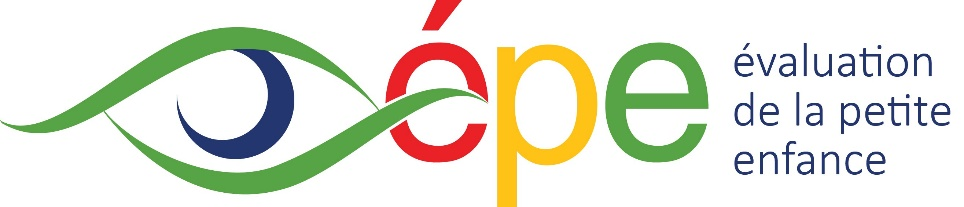 épe
évaluation
de la petite
enfance